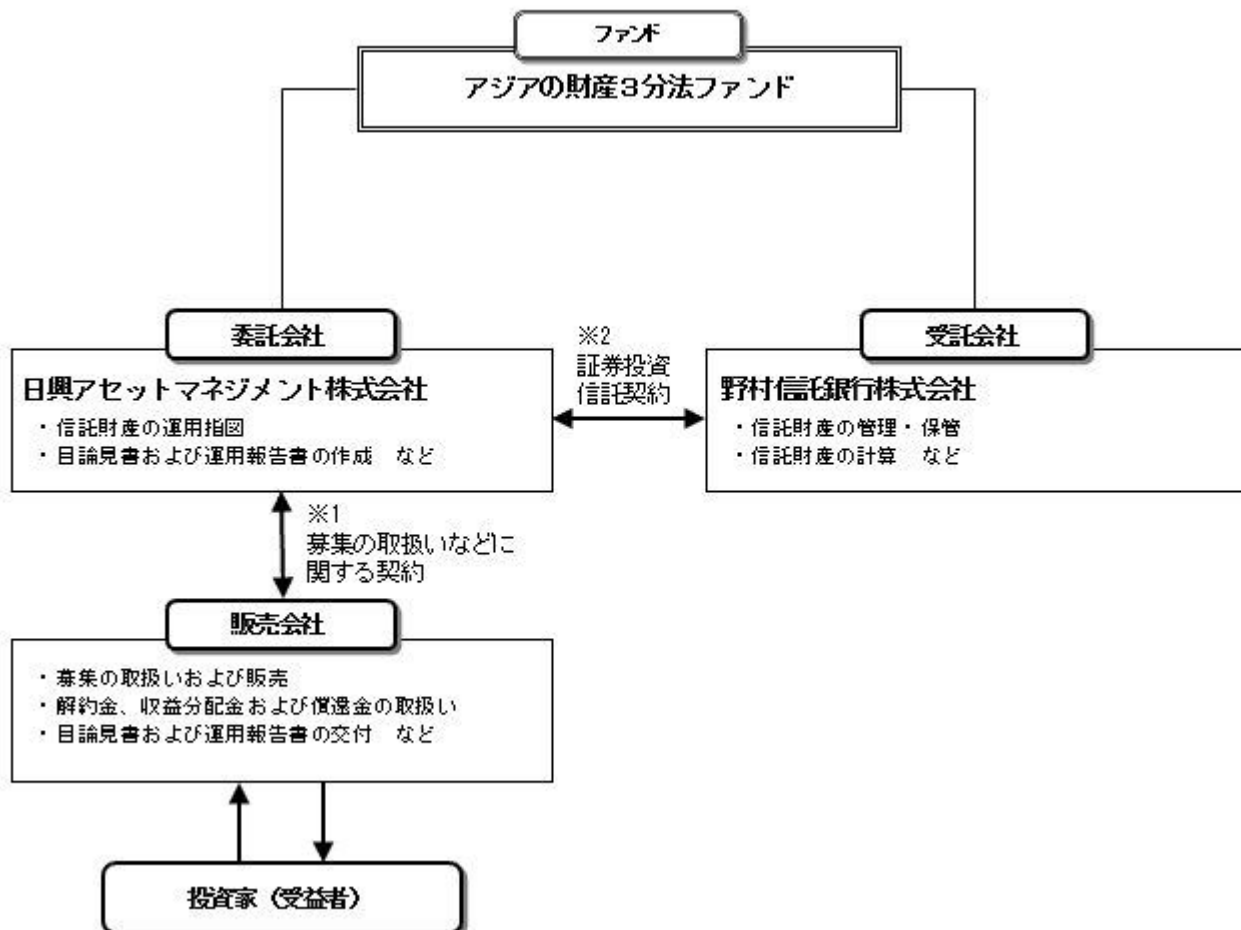 ファンド
アジアの財産3分法ファンド
委託会社
日興アセットマネジメント株式会社
・信託財産の運用指図
・目論見書および運用報告書の作成　など
※2
証券投資
信託契約
受託会社
野村信託銀行株式会社
・信託財産の管理・保管
・信託財産の計算　など
※1
募集の取扱いなどに
関する契約
販売会社
・募集の取扱いおよび販売
・解約金、収益分配金および償還金の取扱い
・目論見書および運用報告書の交付　など
投資家（受益者）